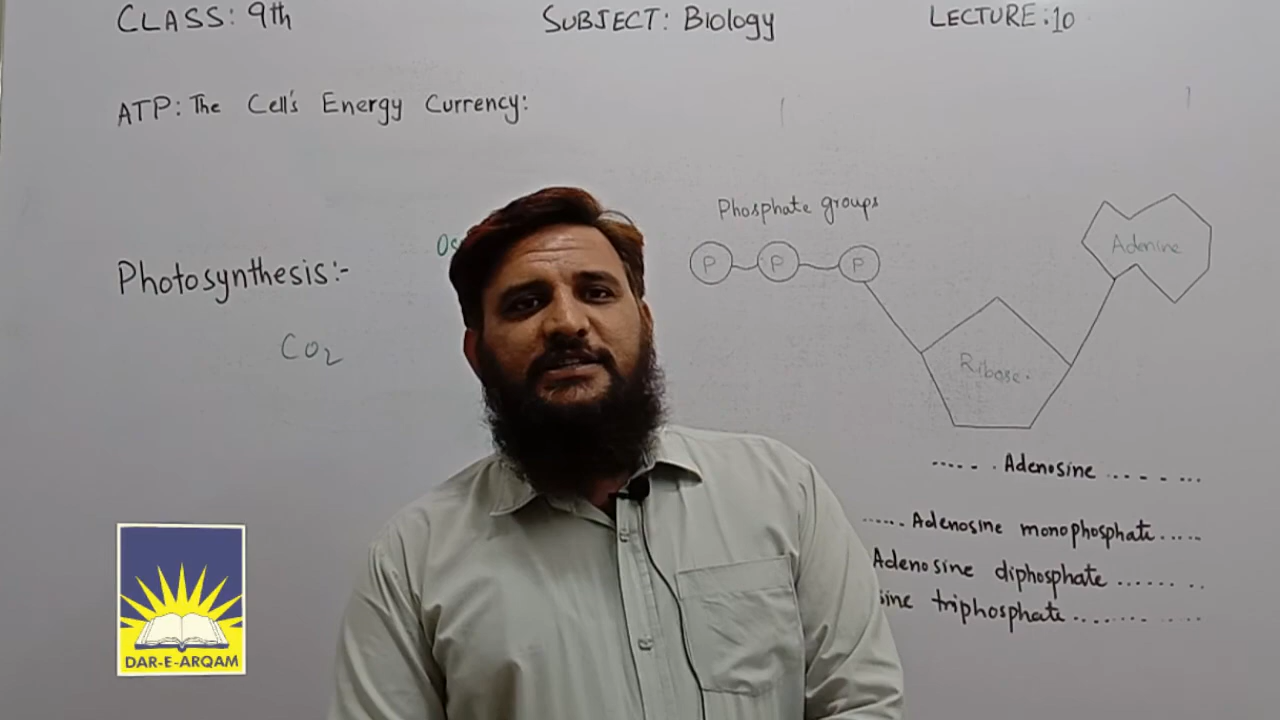 CLASS: 9th
SUBJECT: Biology
LECTURE: 10
ATP: The Cell's Energy Currency:
Phosphate groups
P P P
Adenine
Photosynthesis:-
CO2
Ribose.
..... . Adenosine .... - ...
..... Adenosine monophosphate.....
Adenosine diphosphate ........
triphosphate.... .... ....
DAR-E-ARQAM